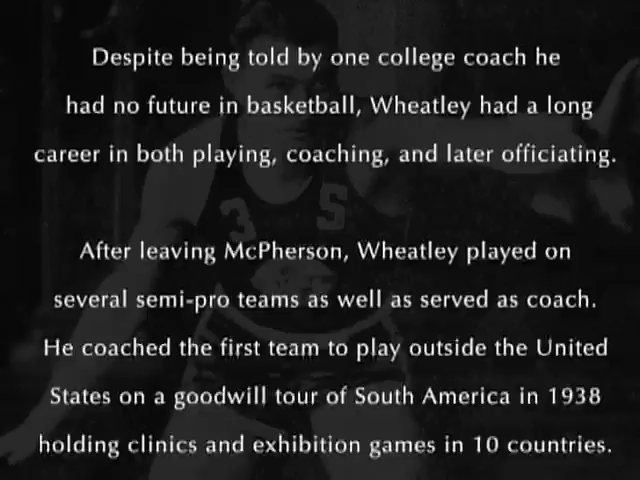 Despite being told by one college coach he
had no future in basketball, Wheatley had a long
career in both playing, coaching, and later officiating.
After leaving McPherson, Wheatley played on
several semi-pro teams as well as served as coach.
He coached the first team to play outside the United
States on a goodwill tour of South America in 1938
holding clinics and exhibition games in 10 countries.
3 S